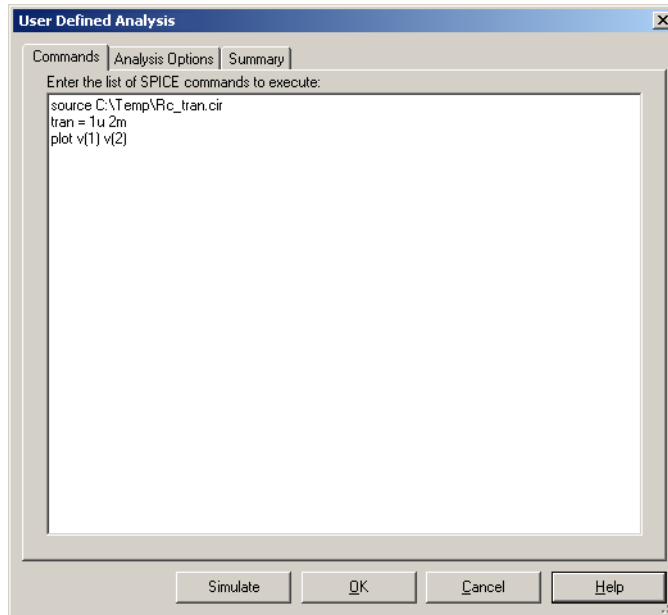 User Defined Analysis
Commands Analysis Options Summary
Enter the list of SPICE commands to execute:
source C:\Temp\Rc_tran.cir
tran = 1u 2m
plot v(1) v(2)
Simulate OK Cancel Help